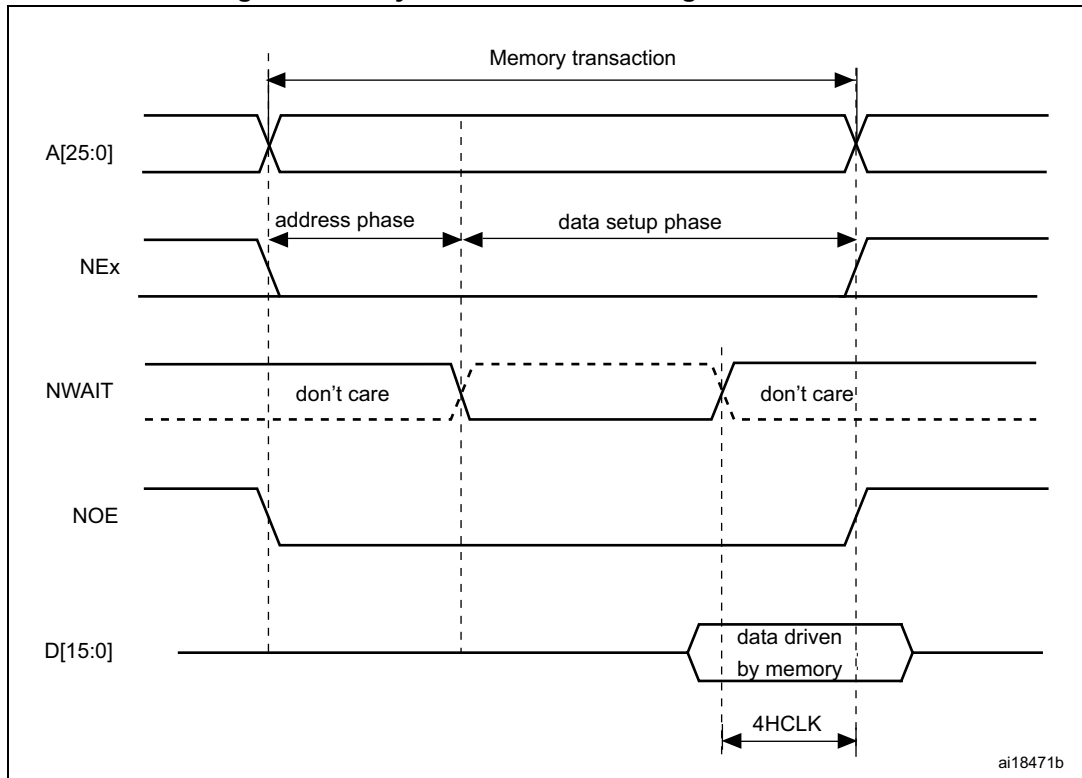 Memory transaction
A[25:0]
address phase
data setup phase
NEx
NWAIT
don't care
don't care
NOE
D[15:0]
data driven
by memory
4HCLK
ai18471b